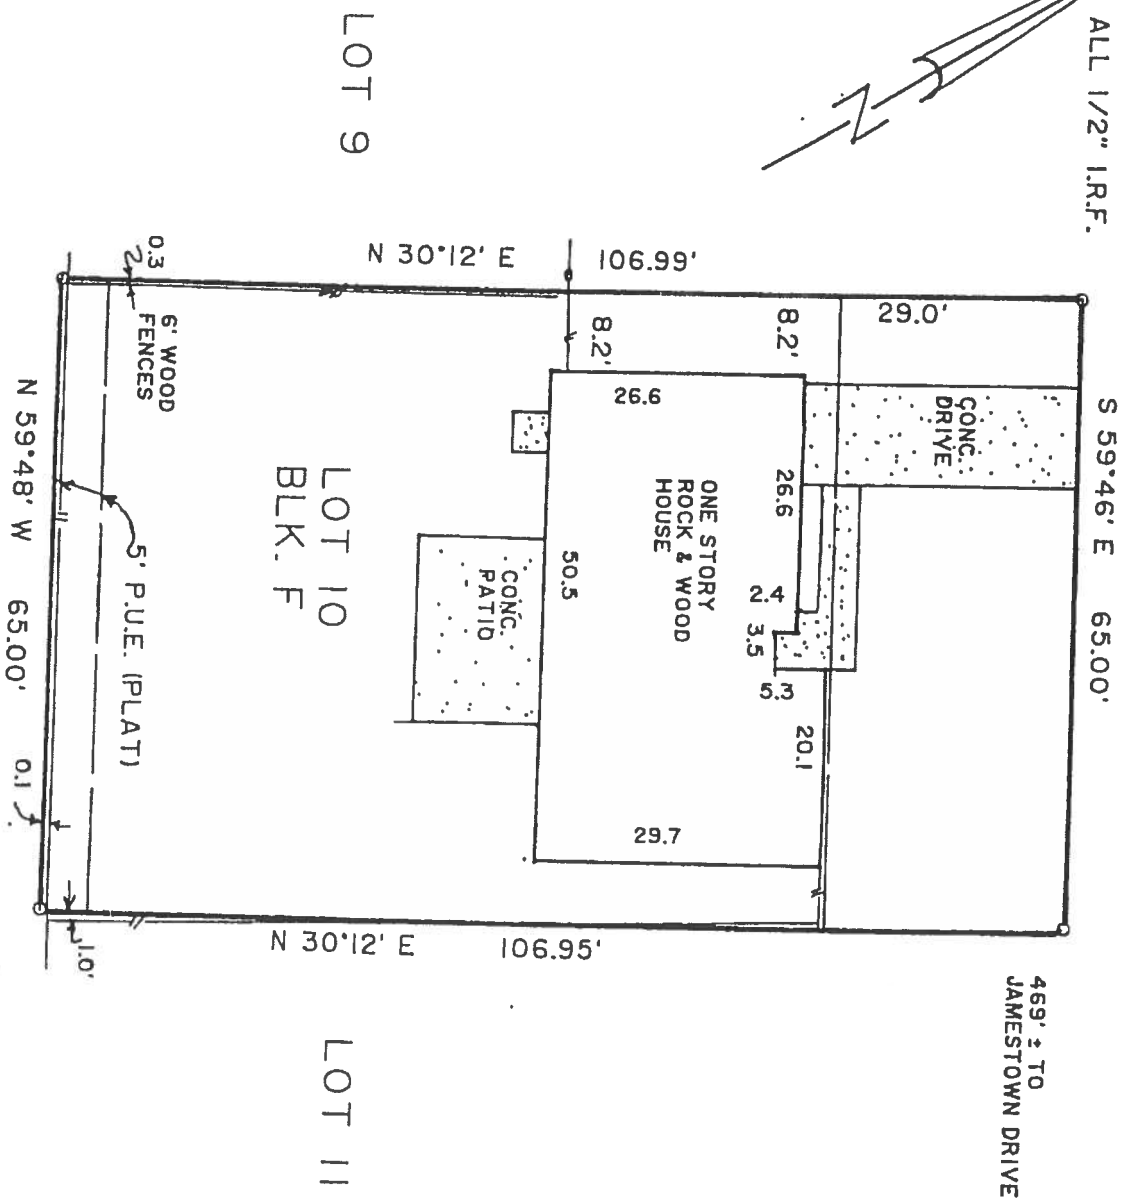 ALL 1/2" I.R.F.
LOT 9
N 30°12' E 106.99'
29.0'
S 59°46' E 65.00'
8.2'
8.2'
26.6
CONC.
DRIVE
26.6
ONE STORY
ROCK & WOOD
HOUSE
2.4
3.5
5.3
20.1
50.5
29.7
CONC.
PATIO
LOT 10
BLK. F
0.3
6' WOOD
FENCES
5' P.U.E. (PLAT)
N 59°48' W 65.00'
0.1
1.0'
N 30°12' E 106.95'
469' ± TO
JAMESTOWN DRIVE
LOT 11